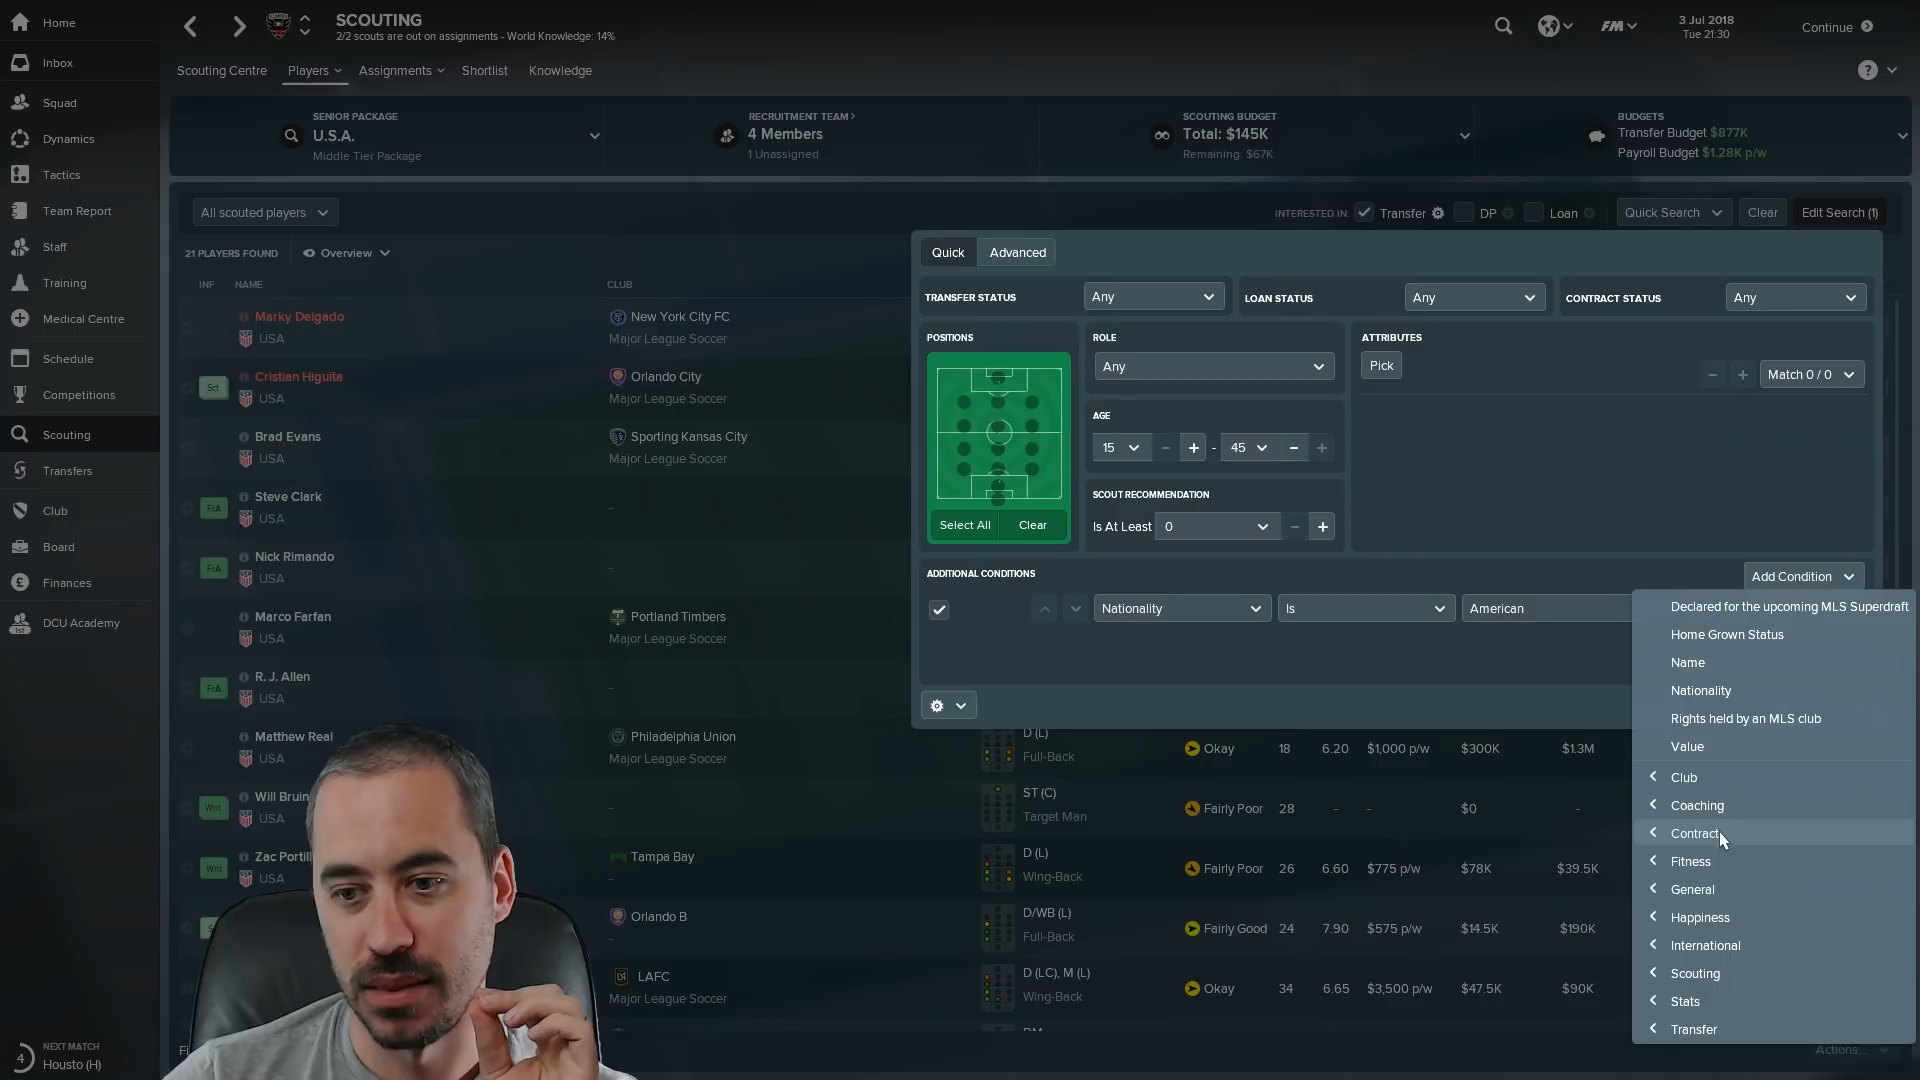 Home
Inbox
Squad
Dynamics
Tactics
Team Report
Staff
Training
Medical Centre
Schedule
Competitions
Scouting
Transfers
Club
Board
Finances
DCU Academy
NEXT MATCH
4
Housto (H)
SCOUTING
2/2 scouts are out on assignments - World Knowledge: 14%
FM
3 Jul 2018
Tue 21:30
Continue
Scouting Centre
Players
Assignments
Shortlist
Knowledge
?
SENIOR PACKAGE
U.S.A.
Middle Tier Package
RECRUITMENT TEAM >
4 Members
1 Unassigned
SCOUTING BUDGET
Total: $145K
Remaining: $67K
BUDGETS
Transfer Budget $877K
Payroll Budget $1.28K p/w
All scouted players
INTERESTED IN:
Transfer
DP
Loan
Quick Search
Clear
Edit Search (1)
21 PLAYERS FOUND
Overview
INF
NAME
CLUB
Marky Delgado
USA
New York City FC
Major League Soccer
Sct
Cristian Higuita
USA
Orlando City
Major League Soccer
Brad Evans
USA
Sporting Kansas City
Major League Soccer
FrA
Steve Clark
USA
-
FrA
Nick Rimando
USA
-
Marco Farfan
USA
Portland Timbers
Major League Soccer
FrA
R. J. Allen
USA
-
Matthew Real
USA
Philadelphia Union
Major League Soccer
D (L)
Full-Back
Okay
18
6.20
$1,000 p/w
$300K
$1.3M
Wnt
Will Bruin
USA
-
ST (C)
Target Man
Fairly Poor
28
-
-
$0
-
Wnt
Zac Portill
USA
Tampa Bay
-
D (L)
Wing-Back
Fairly Poor
26
6.60
$775 p/w
$78K
$39.5K
Orlando B
-
D/WB (L)
Full-Back
Fairly Good
24
7.90
$575 p/w
$14.5K
$190K
LAFC
Major League Soccer
D (LC), M (L)
Wing-Back
Okay
34
6.65
$3,500 p/w
$47.5K
$90K
Actions...
Quick
Advanced
TRANSFER STATUS
Any
LOAN STATUS
Any
CONTRACT STATUS
Any
POSITIONS
Select All
Clear
ROLE
Any
AGE
15
-
+
-
45
-
+
SCOUT RECOMMENDATION
Is At Least
0
-
+
ATTRIBUTES
Pick
-
+
Match 0 / 0
ADDITIONAL CONDITIONS
Add Condition
Nationality
Is
American
Declared for the upcoming MLS Superdraft
Home Grown Status
Name
Nationality
Rights held by an MLS club
Value
Club
Coaching
Contract
Fitness
General
Happiness
International
Scouting
Stats
Transfer